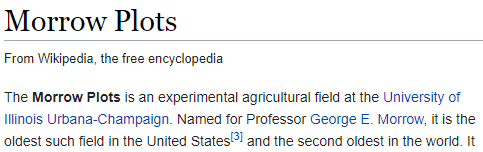 Morrow Plots
From Wikipedia, the free encyclopedia
The Morrow Plots is an experimental agricultural field at the University of
Illinois Urbana-Champaign. Named for Professor George E. Morrow, it is the
oldest such field in the United States[3] and the second oldest in the world. It